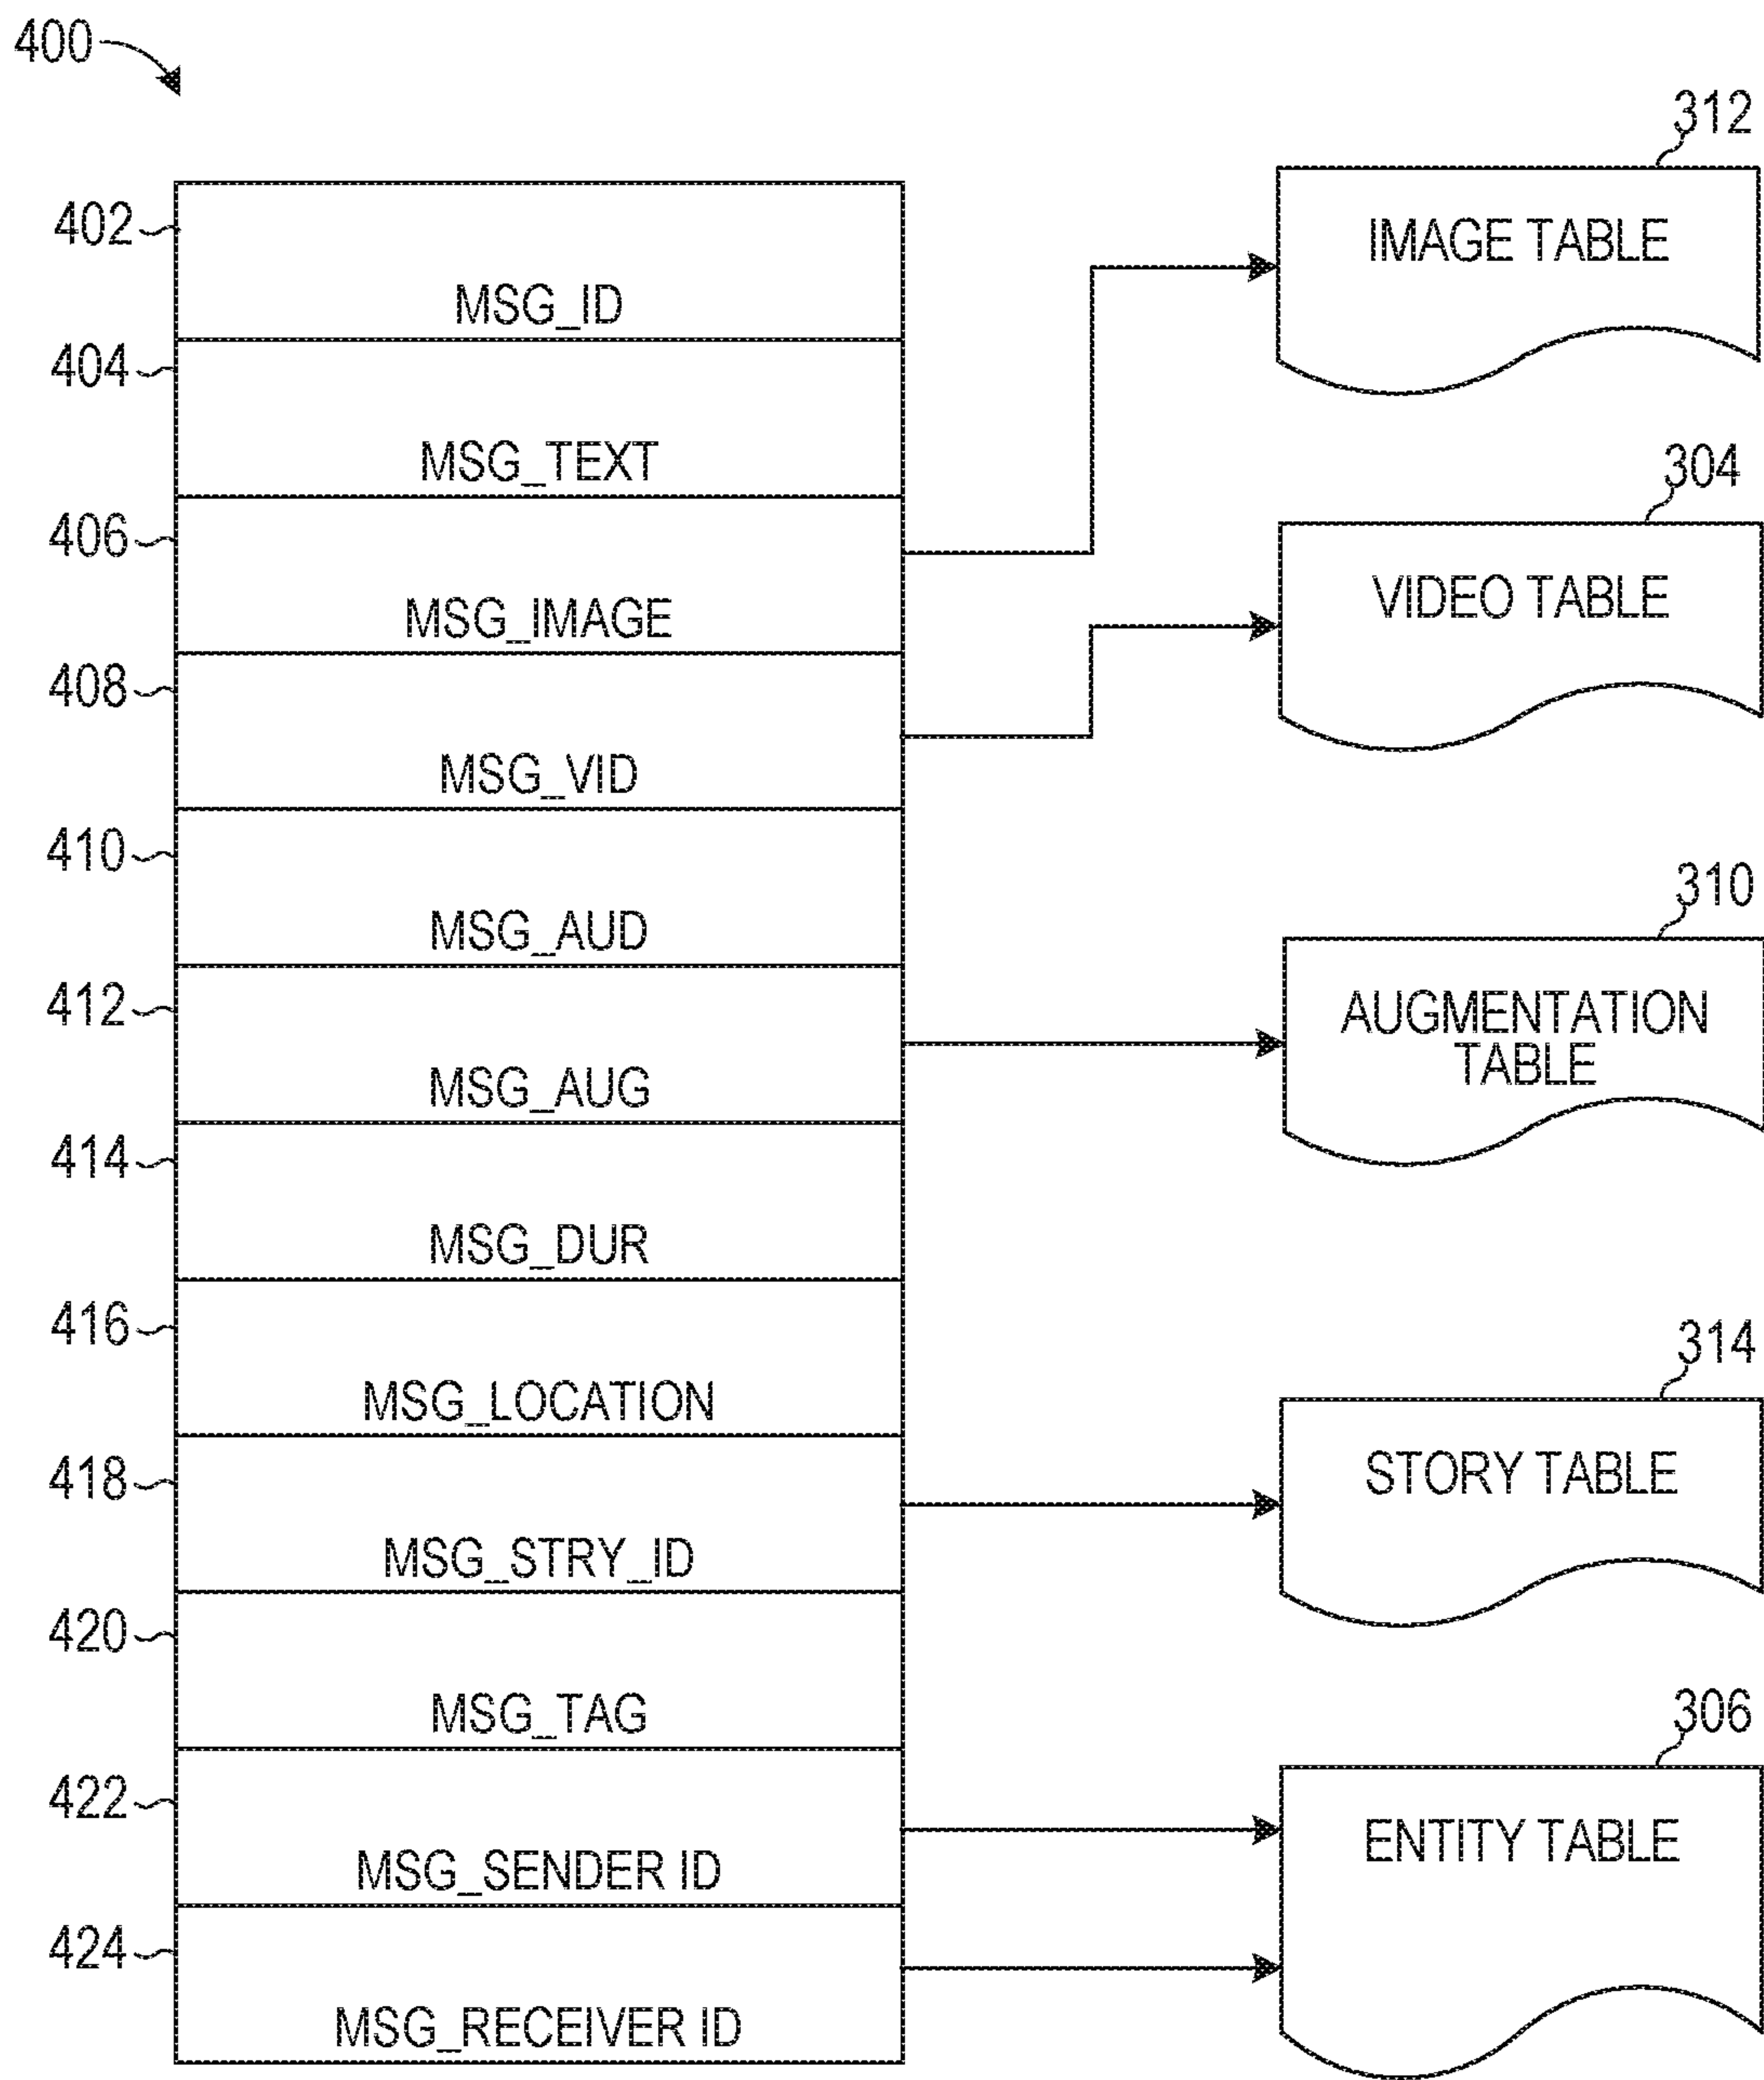 400
312
IMAGE TABLE
402
MSG_ID
404
MSG_TEXT
304
406
VIDEO TABLE
MSG_IMAGE
408
MSG_VID
410
310
MSG_AUD
412
AUGMENTATION
TABLE
MSG_AUG
414
MSG_DUR
416
314
MSG_LOCATION
418
STORY TABLE
MSG_STRY_ID
420
306
MSG_TAG
422
ENTITY TABLE
MSG_SENDER ID
424
MSG_RECEIVER ID